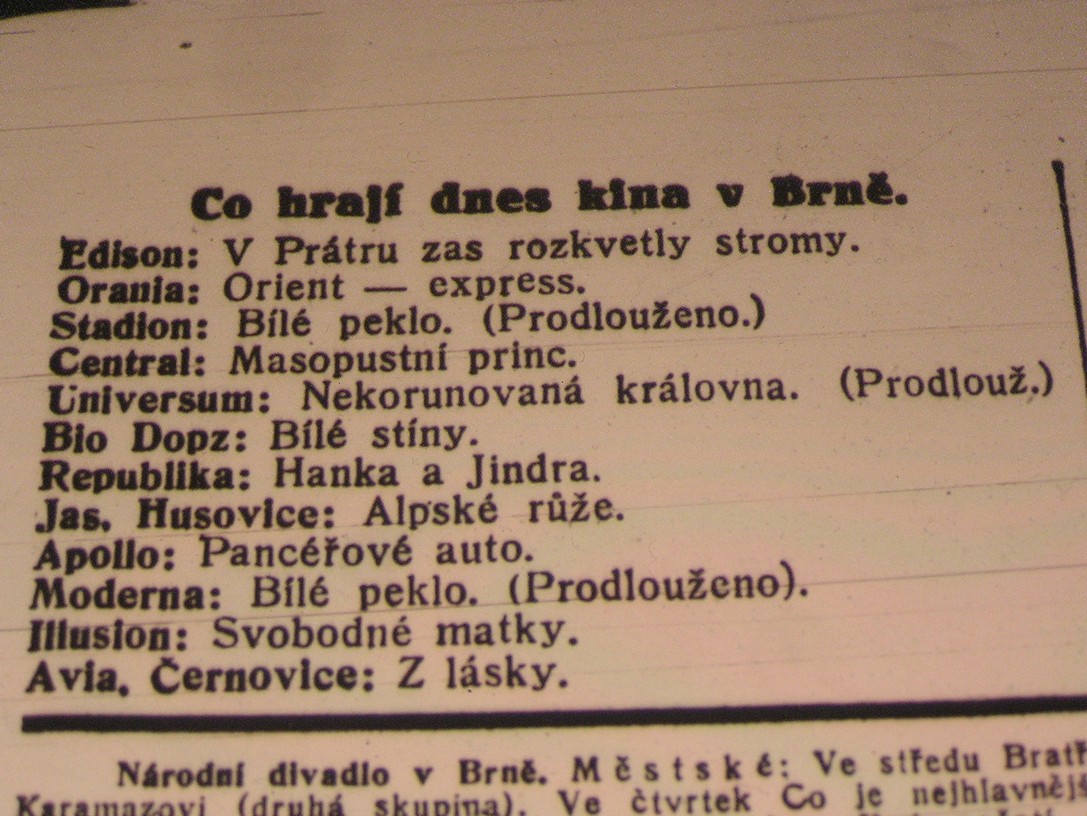 Co hrají dnes kina v Brně.
Edison: V Prátru zas rozkvetly stromy.
Orania: Orient — express.
Stadion: Bílé peklo. (Prodlouženo.)
Central: Masopustní princ.
Universum: Nekorunovaná královna. (Prodlouž.)
Bio Dopz: Bílé stíny.
Republika: Hanka a Jindra.
Jas, Husovice: Alpské růže.
Apollo: Pancéřové auto.
Moderna: Bílé peklo. (Prodlouženo).
Illusion: Svobodné matky.
Avia, Černovice: Z lásky.
Národní divadlo v Brně. Městské: Ve středu Bratř
Karamazovi (druhá skupina). Ve čtvrtek Co je nejhlavnějš